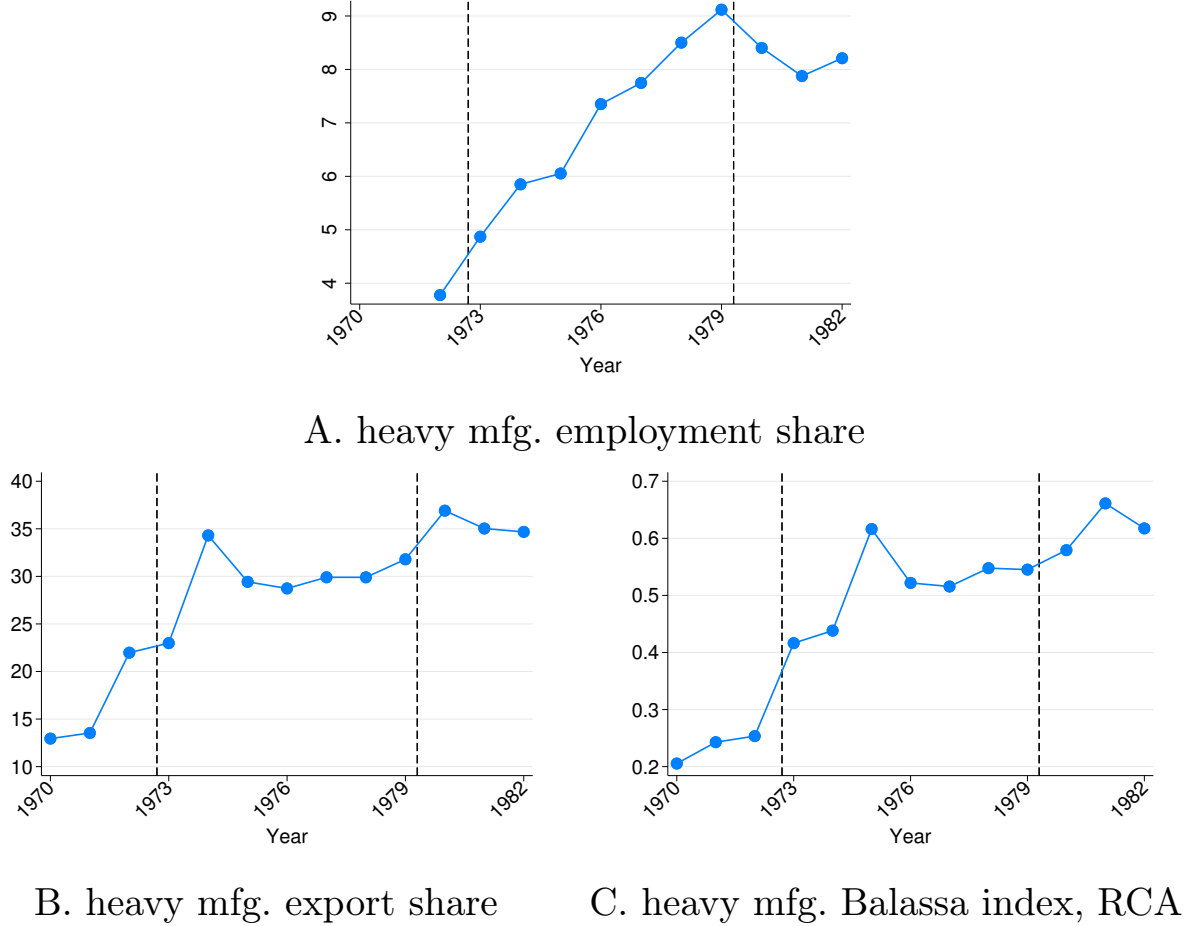 9
8
7
6
5
4
1970 1973 1976 1979 1982
Year
A. heavy mfg. employment share
40
35
30
25
20
15
10
1970 1973 1976 1979 1982
Year
B. heavy mfg. export share
0.7
0.6
0.5
0.4
0.3
0.2
1970 1973 1976 1979 1982
Year
C. heavy mfg. Balassa index, RCA